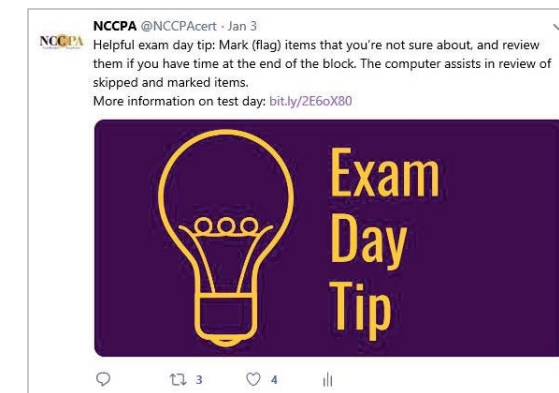 NCCPA @NCCPAcert · Jan 3
NCCPA
Helpful exam day tip: Mark (flag) items that you're not sure about, and review
them if you have time at the end of the block. The computer assists in review of
skipped and marked items.
More information on test day: bit.ly/2E6oX80
Exam
Day
Tip
3
4